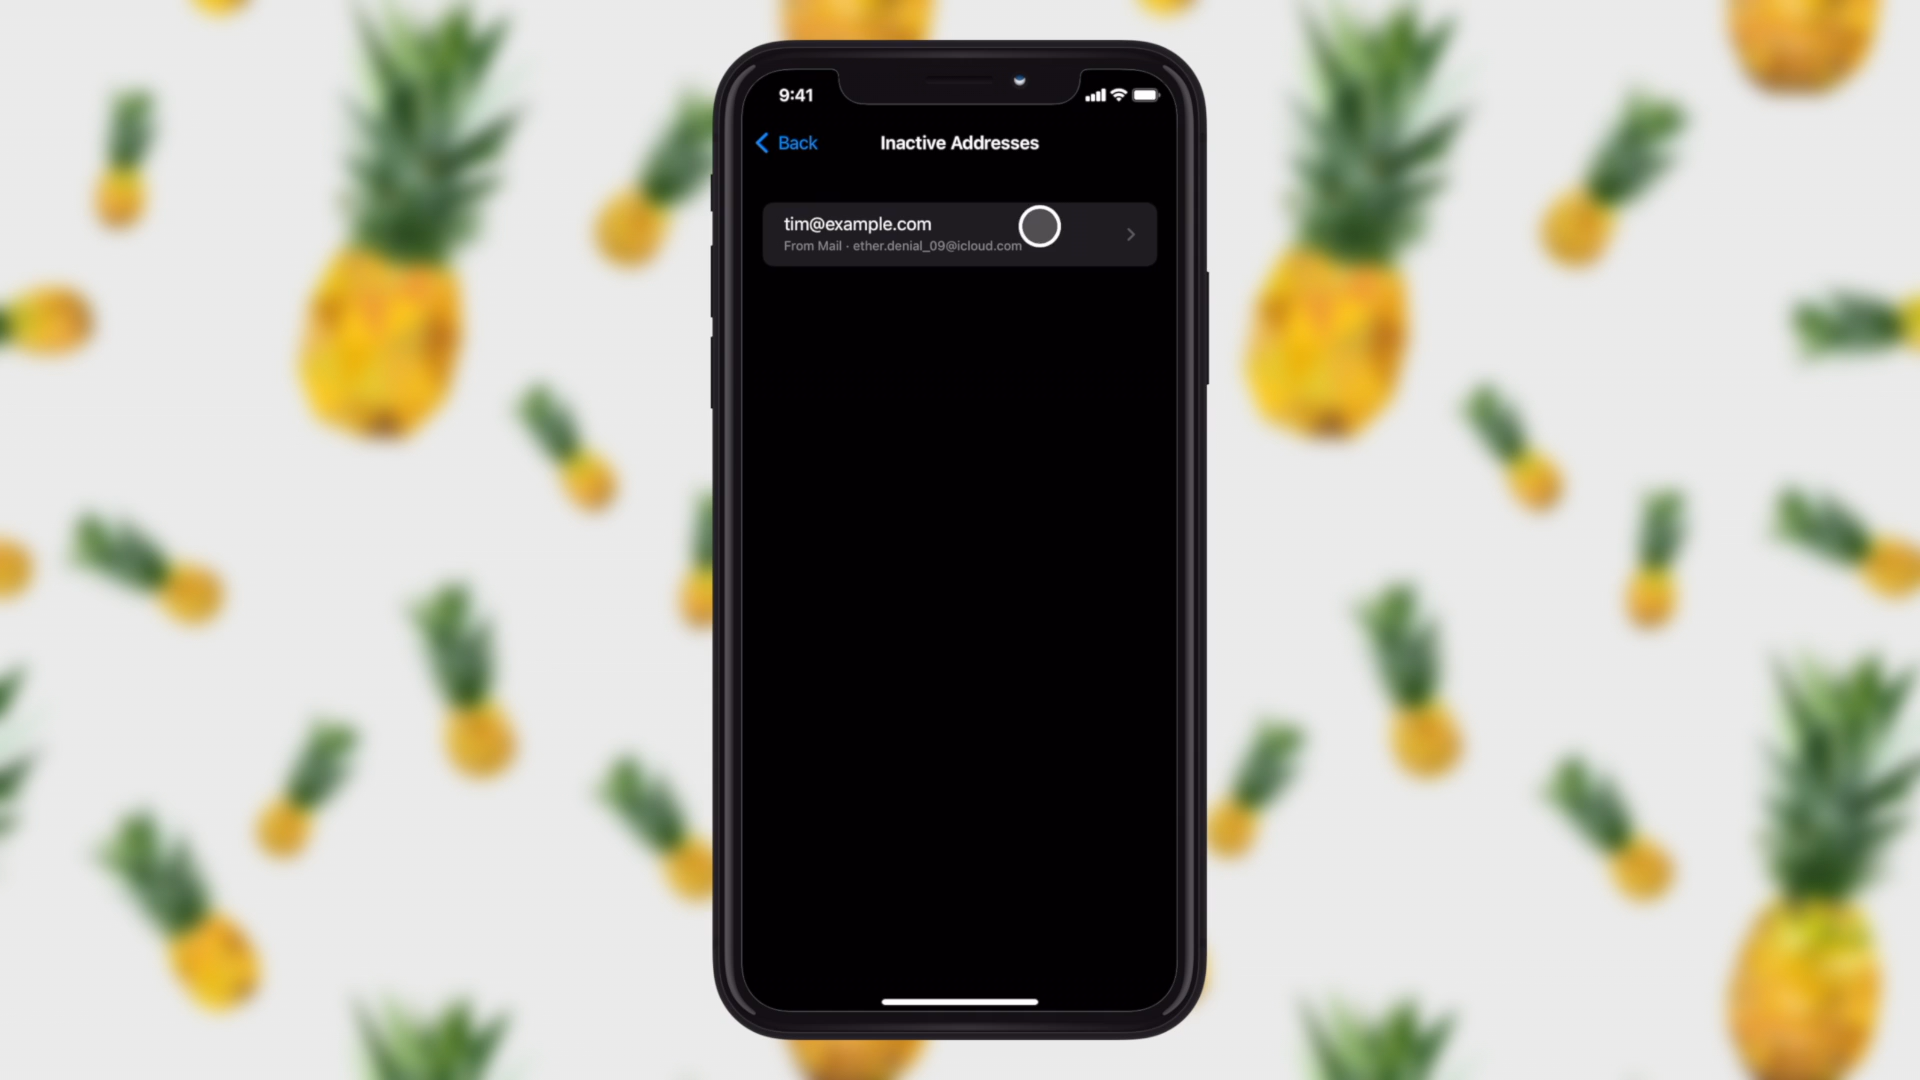 9:41
Back
Inactive Addresses
tim@example.com
From Mail · ether.denial_09@icloud.com